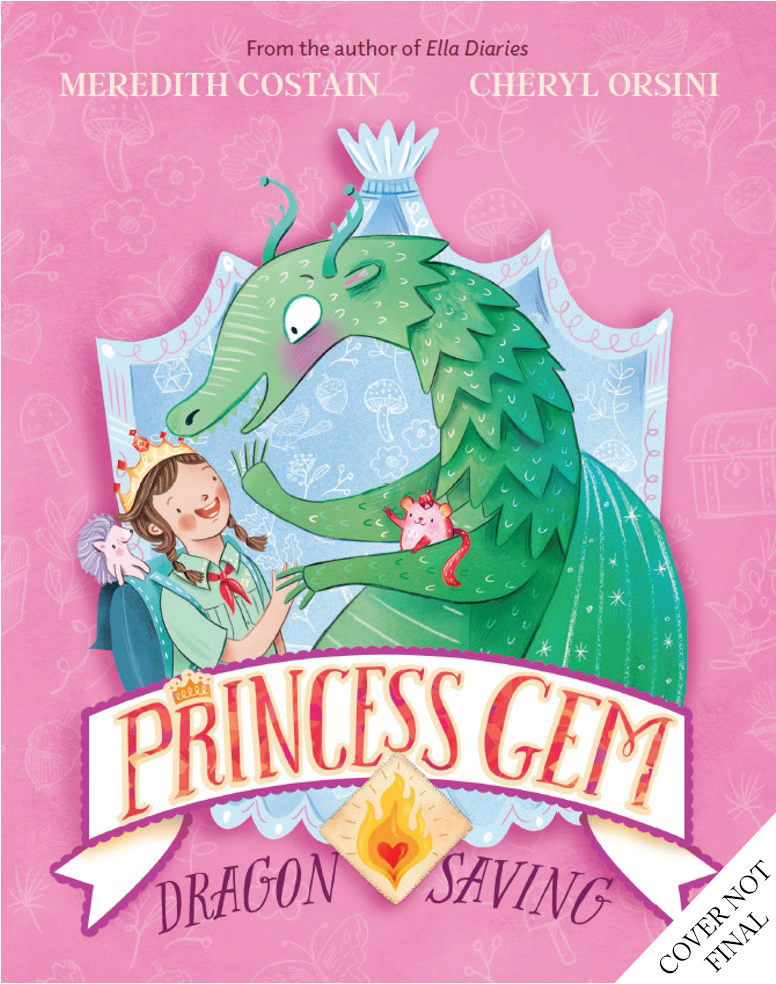 From the author of Ella Diaries
MEREDITH COSTAIN CHERYL ORSINI
PRINCESS GEM
DRAGON SAVING
COVER NOT
FINAL